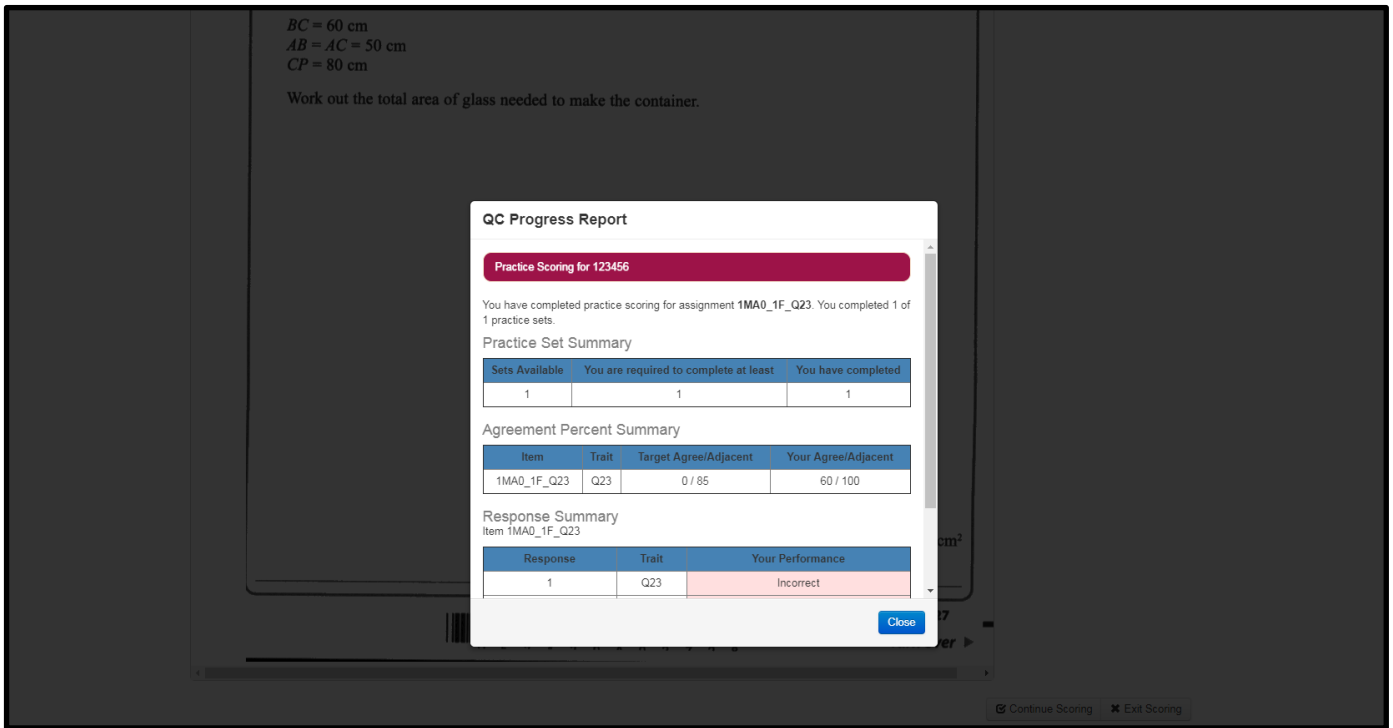 BC = 60 cm
AB = AC = 50 cm
CP = 80 cm
Work out the total area of glass needed to make the container.
QC Progress Report
Practice Scoring for 123456
You have completed practice scoring for assignment 1MA0_1F_Q23. You completed 1 of
1 practice sets.
Practice Set Summary
Sets Available You are required to complete at least You have completed
1 1 1
Agreement Percent Summary
Item Trait Target Agree/Adjacent Your Agree/Adjacent
1MA0_1F_Q23 Q23 0 / 85 60 / 100
Response Summary
Item 1MA0_1F_Q23
cm²
Response Trait Your Performance
1 Q23 Incorrect
Close
Continue Scoring Exit Scoring